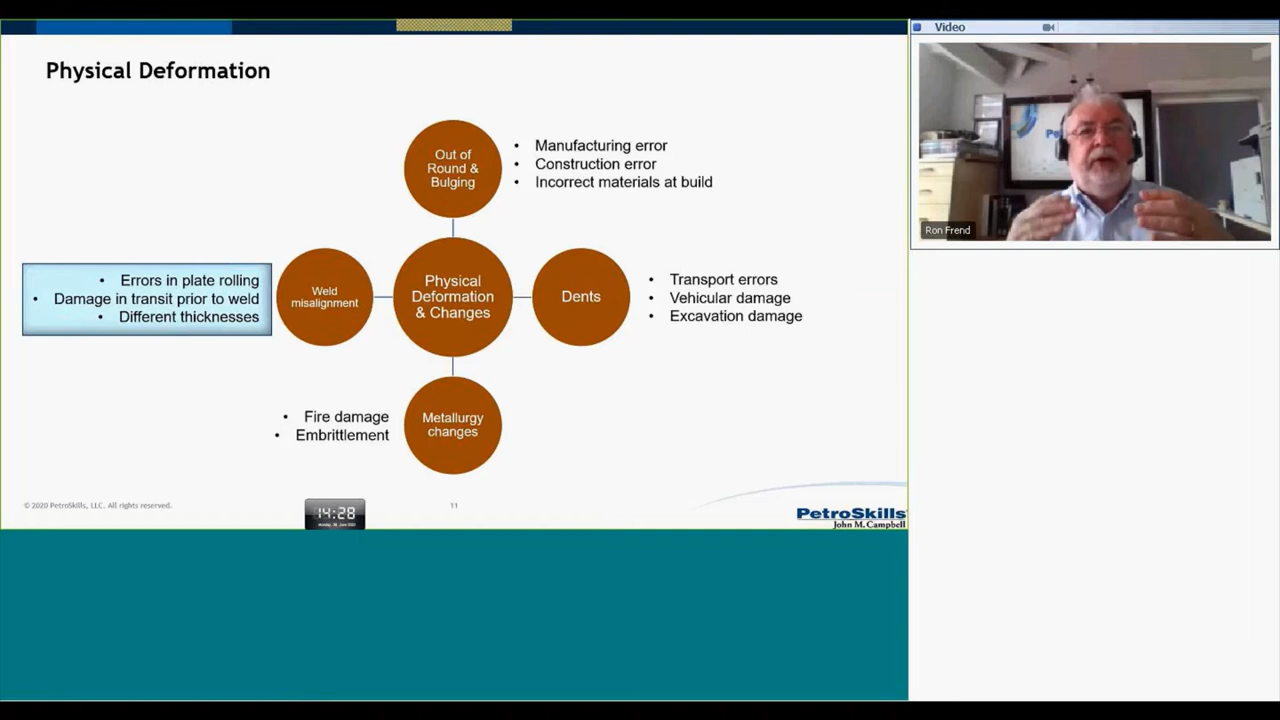 Video
Physical Deformation
Out of
Round &
Bulging
• Manufacturing error
• Construction error
• Incorrect materials at build
• Errors in plate rolling
• Damage in transit prior to weld
• Different thicknesses
Weld
misalignment
Physical
Deformation
& Changes
Dents
• Transport errors
• Vehicular damage
• Excavation damage
• Fire damage
• Embrittlement
Metallurgy
changes
© 2020 PetroSkills, LLC. All rights reserved.
14:28
11
PetroSkills
John M. Campbell
Ron Frend